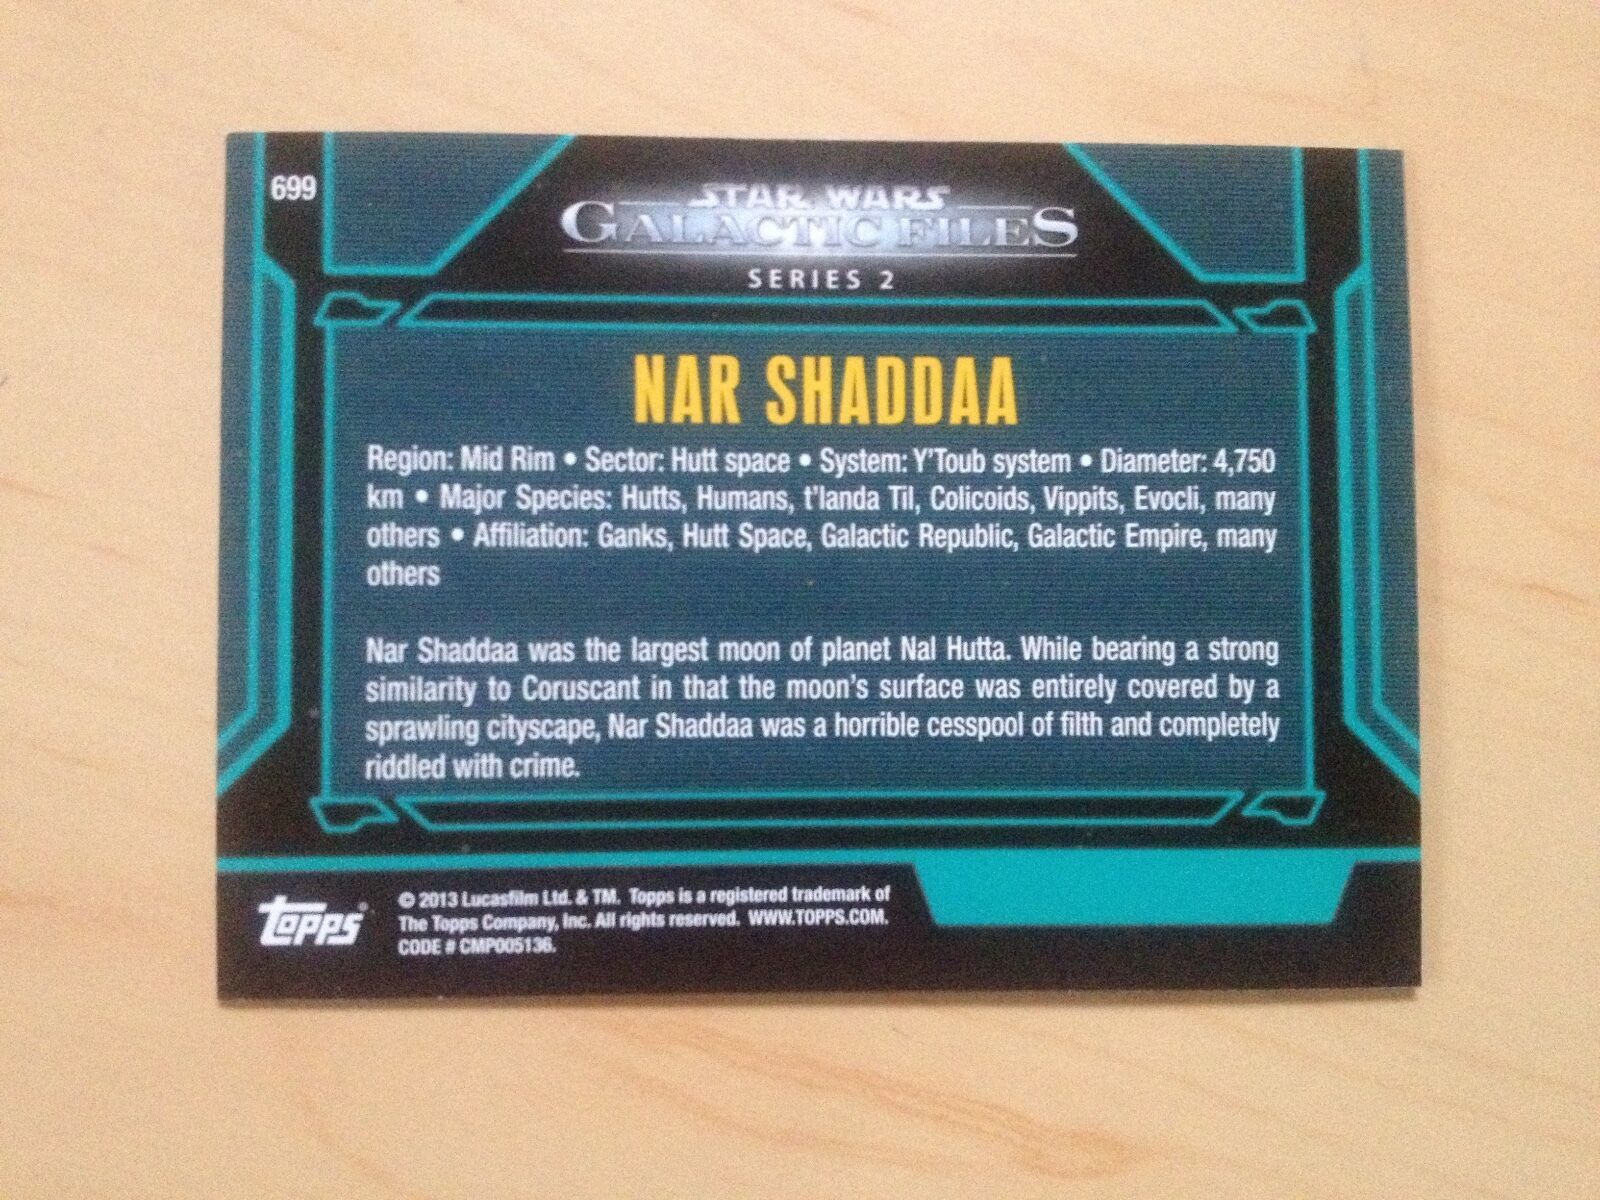 699
STAR WARS
GALACTIC FILES
SERIES 2
NAR SHADDAA
Region: Mid Rim • Sector: Hutt space • System: Y'Toub system • Diameter: 4,750
km • Major Species: Hutts, Humans, t'landa Til, Colicoids, Vippits, Evocli, many
others • Affiliation: Ganks, Hutt Space, Galactic Republic, Galactic Empire, many
others
Nar Shaddaa was the largest moon of planet Nal Hutta. While bearing a strong
similarity to Coruscant in that the moon's surface was entirely covered by a
sprawling cityscape, Nar Shaddaa was a horrible cesspool of filth and completely
riddled with crime.
topps®
© 2013 Lucasfilm Ltd. & TM. Topps is a registered trademark of
The Topps Company, Inc. All rights reserved. WWW.TOPPS.COM.
CODE # CMP005136.